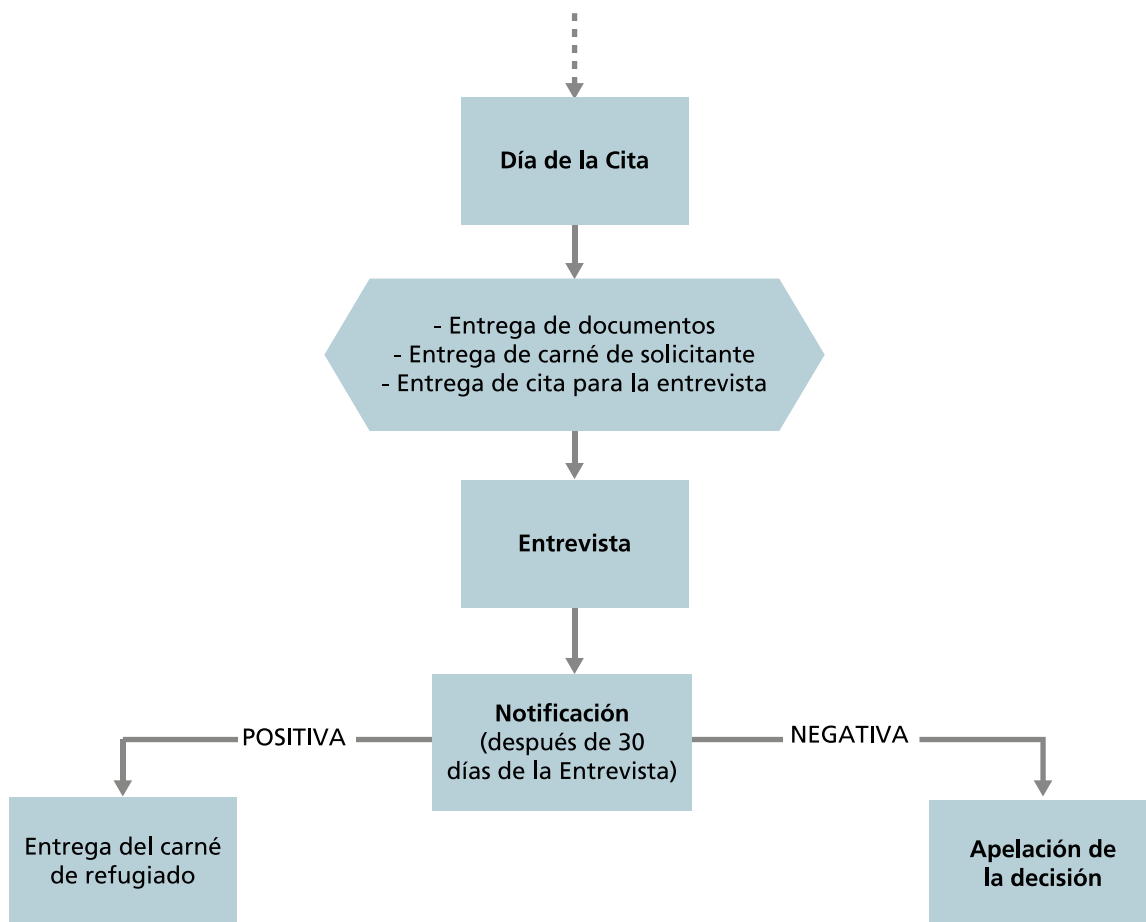 Día de la Cita
- Entrega de documentos
- Entrega de carné de solicitante
- Entrega de cita para la entrevista
Entrevista
Notificación
(después de 30
días de la Entrevista)
POSITIVA
NEGATIVA
Entrega del carné
de refugiado
Apelación de
la decisión